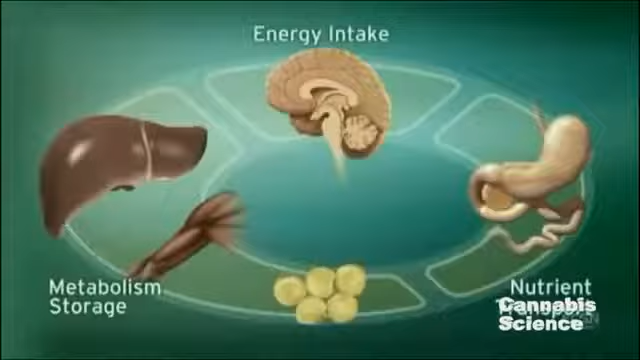 Energy Intake
Metabolism
Storage
Nutrient
Cannabis
Science